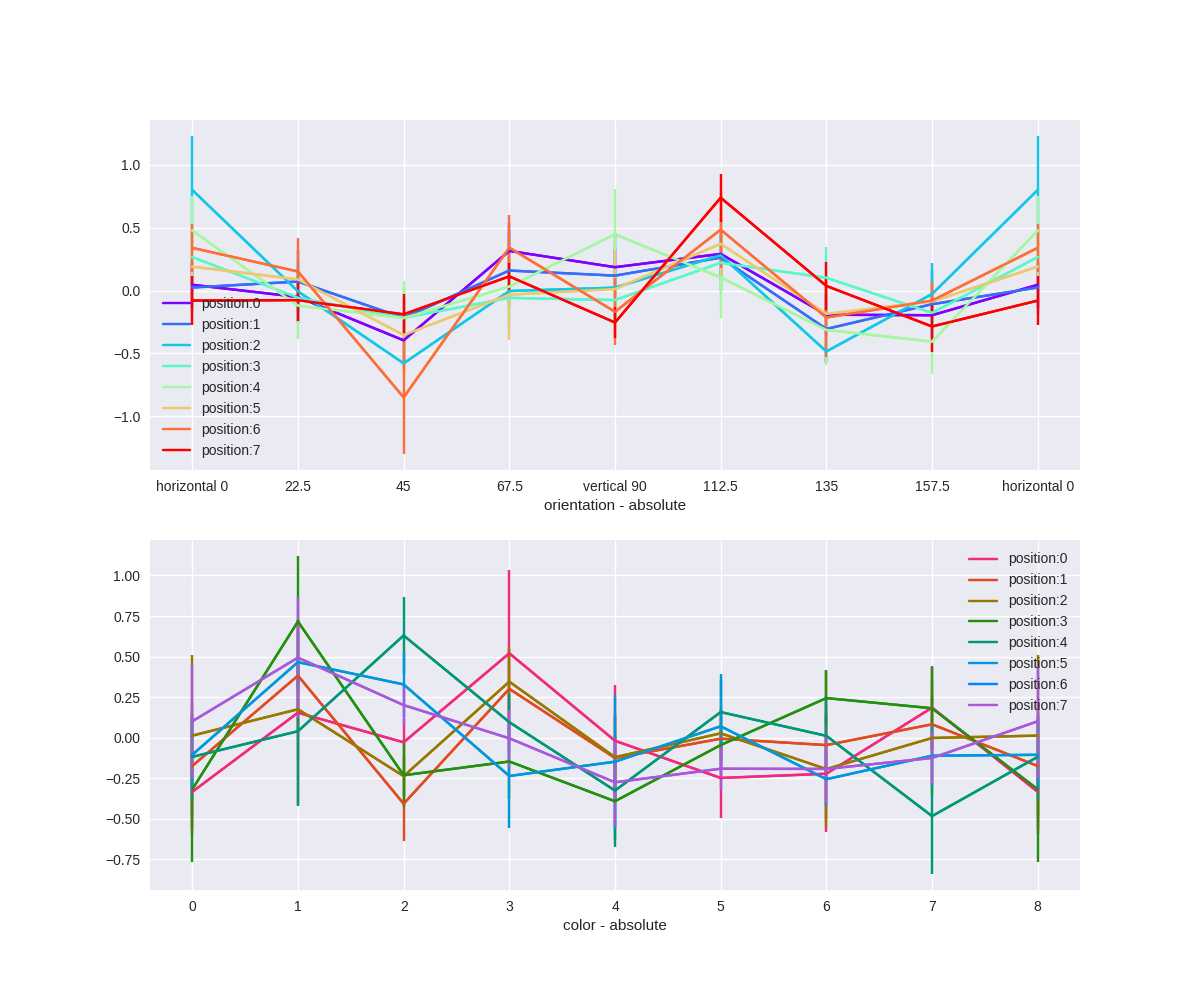 1.0
0.5
0.0
−0.5
−1.0
position:0
position:1
position:2
position:3
position:4
position:5
position:6
position:7
horizontal 0 22.5 45 67.5 vertical 90 112.5 135 157.5 horizontal 0
orientation - absolute
1.00
0.75
0.50
0.25
0.00
−0.25
−0.50
−0.75
position:0
position:1
position:2
position:3
position:4
position:5
position:6
position:7
0 1 2 3 4 5 6 7 8
color - absolute